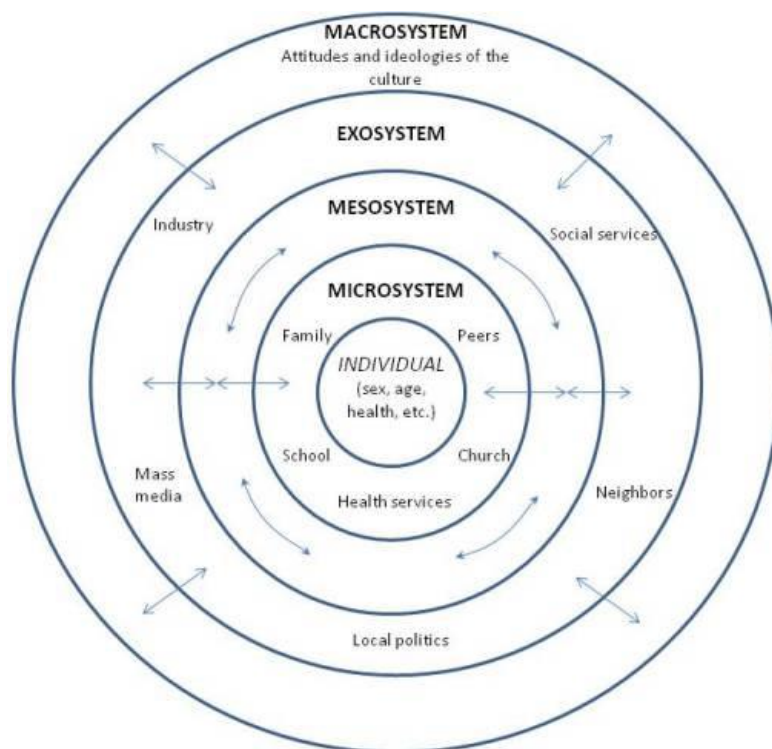 MACROSYSTEM
Attitudes and ideologies of the
culture
EXOSYSTEM
MESOSYSTEM
Industry
Social services
MICROSYSTEM
Family
Peers
INDIVIDUAL
(sex, age,
health, etc.)
School
Church
Mass
media
Health services
Neighbors
Local politics